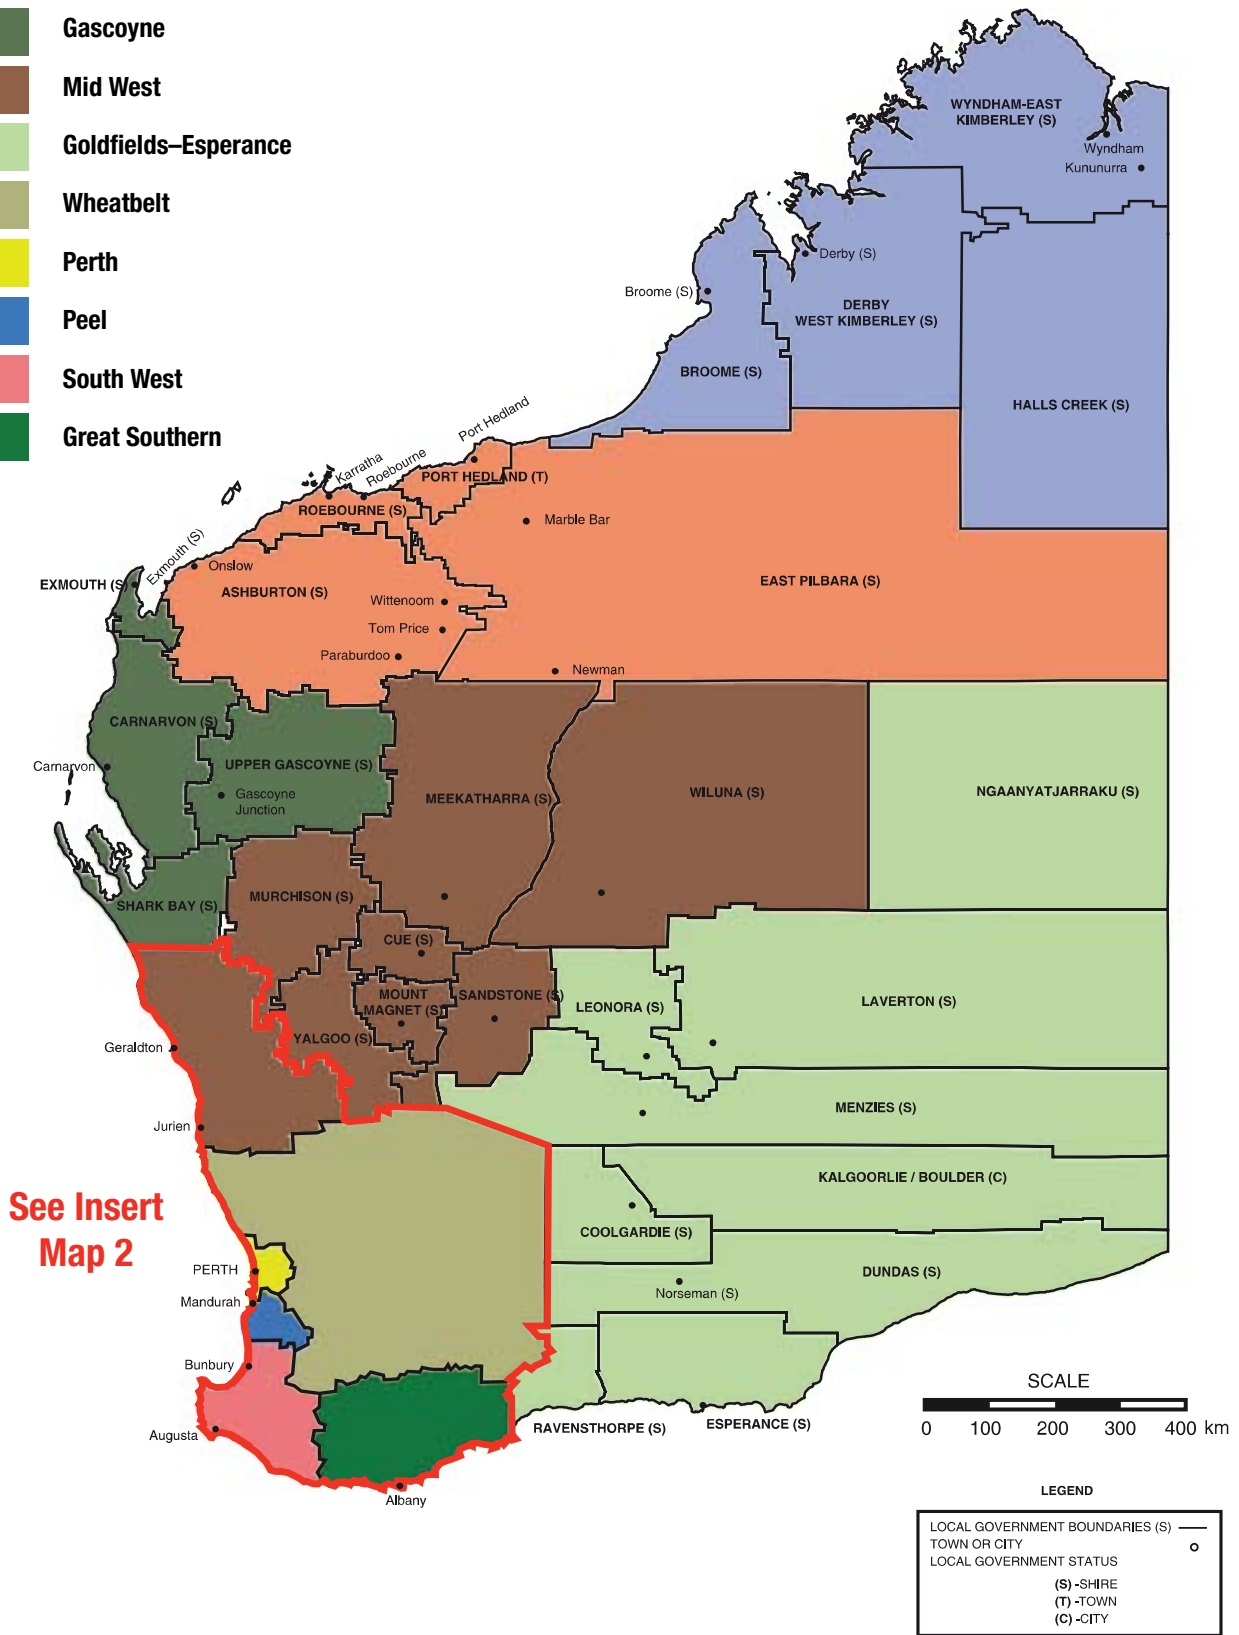 Gascoyne
Mid West
Goldfields–Esperance
Wheatbelt
Perth
Peel
South West
Great Southern
WYNDHAM-EAST
KIMBERLEY (S)
Wyndham
Kununurra
Derby (S)
Broome (S)
DERBY
WEST KIMBERLEY (S)
BROOME (S)
HALLS CREEK (S)
Port Hedland
Karratha
Roebourne
PORT HEDLAND (T)
ROEBOURNE (S)
Marble Bar
Exmouth (S)
Onslow
EXMOUTH (S)
ASHBURTON (S)
EAST PILBARA (S)
Wittenoom
Tom Price
Paraburdoo
Newman
CARNARVON (S)
Carnarvon
UPPER GASCOYNE (S)
Gascoyne
Junction
MEEKATHARRA (S)
WILUNA (S)
NGAANYATJARRAKU (S)
MURCHISON (S)
SHARK BAY (S)
CUE (S)
MOUNT
MAGNET (S)
SANDSTONE (S)
LEONORA (S)
LAVERTON (S)
YALGOO (S)
Geraldton
MENZIES (S)
Jurien
KALGOORLIE / BOULDER (C)
See Insert
Map 2
COOLGARDIE (S)
PERTH
DUNDAS (S)
Norseman (S)
Mandurah
Bunbury
Augusta
RAVENSTHORPE (S)
ESPERANCE (S)
Albany
SCALE
0 100 200 300 400 km
LEGEND
LOCAL GOVERNMENT BOUNDARIES (S)
TOWN OR CITY
LOCAL GOVERNMENT STATUS
(S) -SHIRE
(T) -TOWN
(C) -CITY